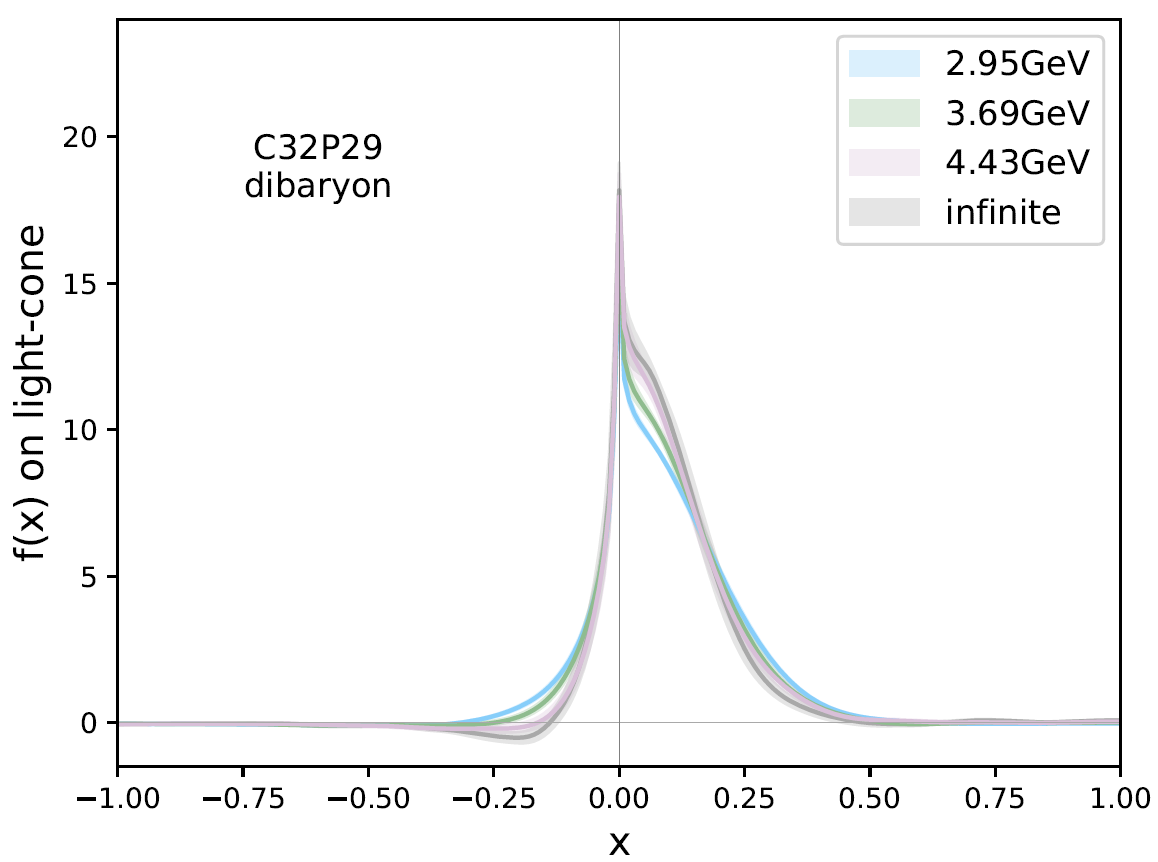 C32P29
dibaryon
2.95GeV
3.69GeV
4.43GeV
infinite
f(x) on light-cone
20
15
10
5
0
−1.00 −0.75 −0.50 −0.25 0.00 0.25 0.50 0.75 1.00
x